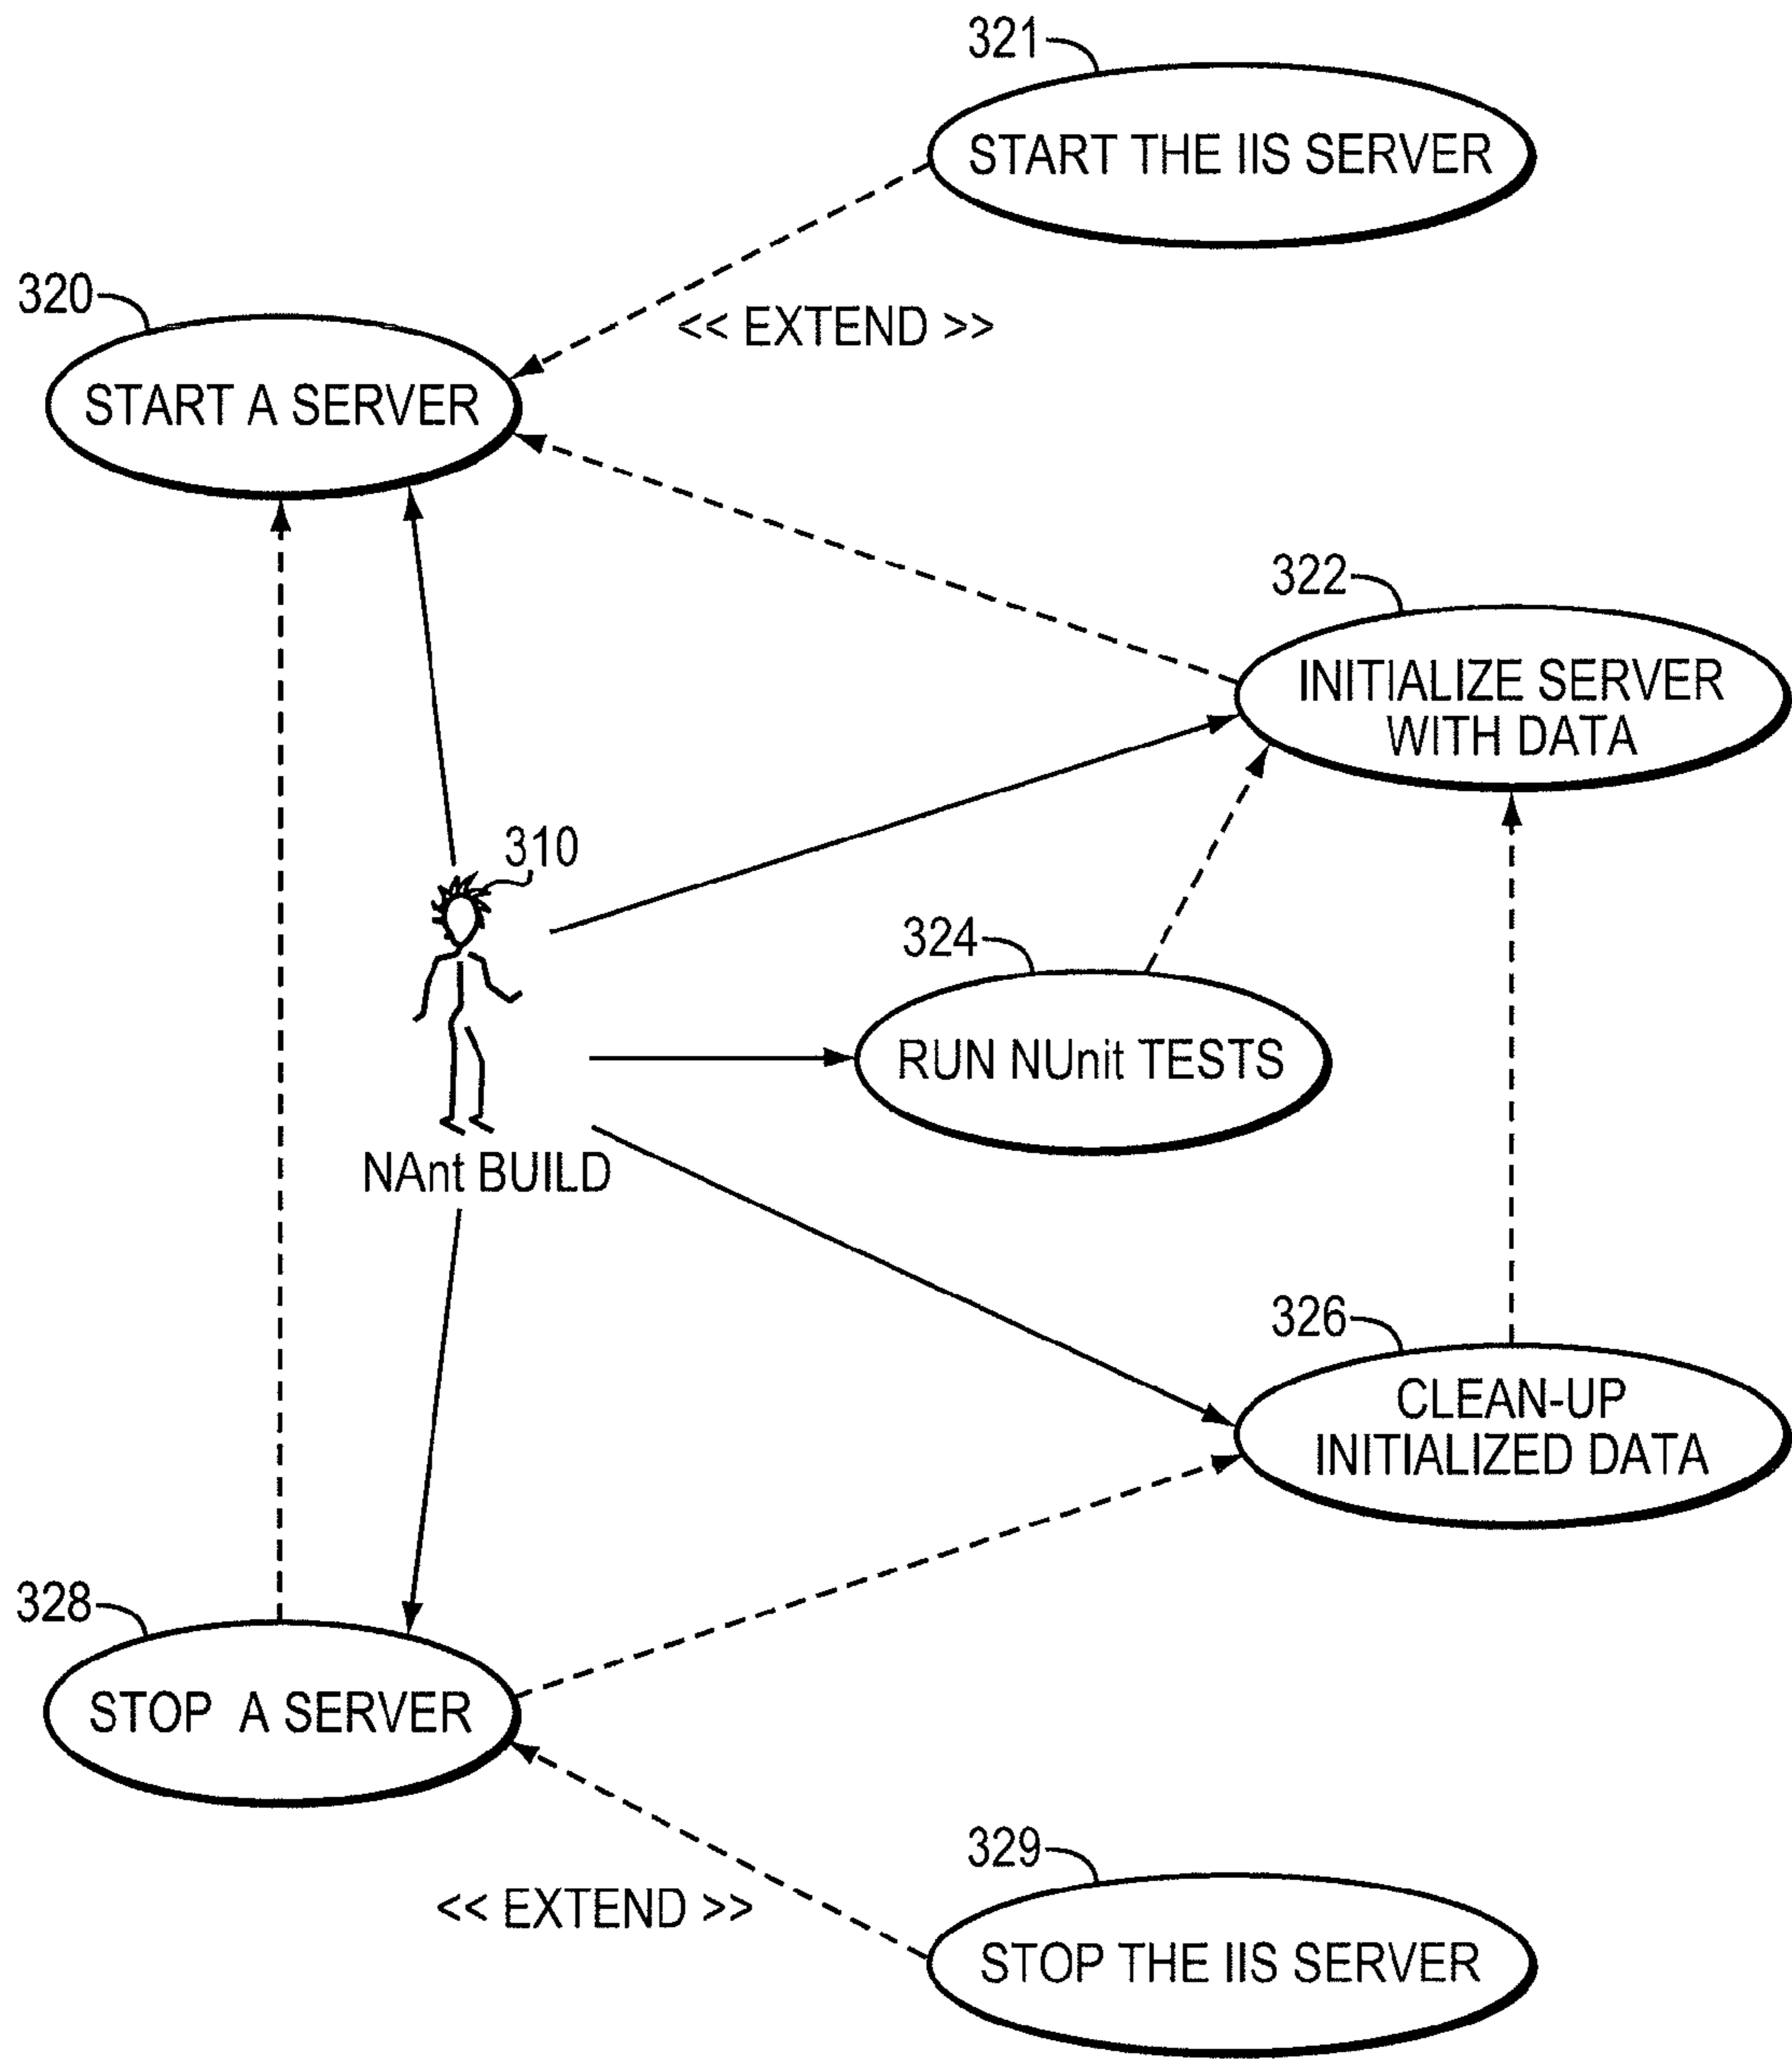 321
START THE IIS SERVER
320
<< EXTEND >>
START A SERVER
322
INITIALIZE SERVER
WITH DATA
310
324
RUN NUnit TESTS
NAnt BUILD
326
CLEAN-UP
INITIALIZED DATA
328
STOP A SERVER
329
<< EXTEND >>
STOP THE IIS SERVER